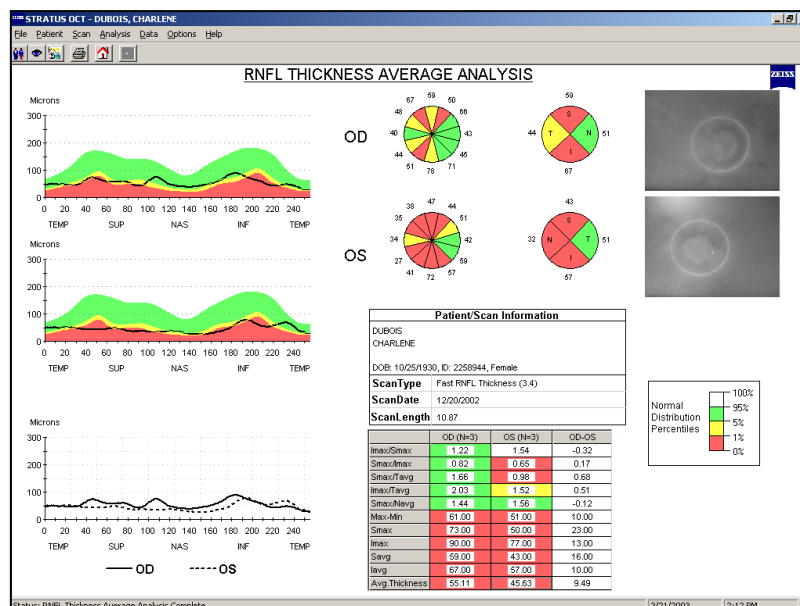 STRATUS OCT - DUBOIS, CHARLENE
File Patient Scan Analysis Data Options Help
RNFL THICKNESS AVERAGE ANALYSIS
ZEISS
Microns
300
200
100
0
0 20 40 60 80 100 120 140 160 180 200 220 240
TEMP SUP NAS INF TEMP
Microns
300
200
100
0
0 20 40 60 80 100 120 140 160 180 200 220 240
TEMP SUP NAS INF TEMP
Microns
300
200
100
0
0 20 40 60 80 100 120 140 160 180 200 220 240
TEMP SUP NAS INF TEMP
OD OS
OD
59
67 50
48 66
40 43
44 45
51 71
78
59
S
44 T N 51
I
67
OS
47
38 44
35 51
34 42
27 59
41 57
72
43
S
32 N T 51
I
57
Patient/Scan Information
DUBOIS
CHARLENE
DOB: 10/25/1930, ID: 2258944, Female
ScanType Fast RNFL Thickness (3.4)
ScanDate 12/20/2002
ScanLength 10.87
OD (N=3) OS (N=3) OD-OS
Imax/Smax 1.22 1.54 -0.32
Smax/Imax 0.82 0.65 0.17
Smax/Tavg 1.66 0.98 0.68
Imax/Tavg 2.03 1.52 0.51
Smax/Navg 1.44 1.56 -0.12
Max-Min 61.00 51.00 10.00
Smax 73.00 50.00 23.00
Imax 90.00 77.00 13.00
Savg 59.00 43.00 16.00
Iavg 67.00 57.00 10.00
Avg.Thickness 55.11 45.63 9.49
Normal
Distribution
Percentiles
100%
95%
5%
1%
0%
Status: RNFL Thickness Average Analysis Complete 3/21/2003 2:12 PM